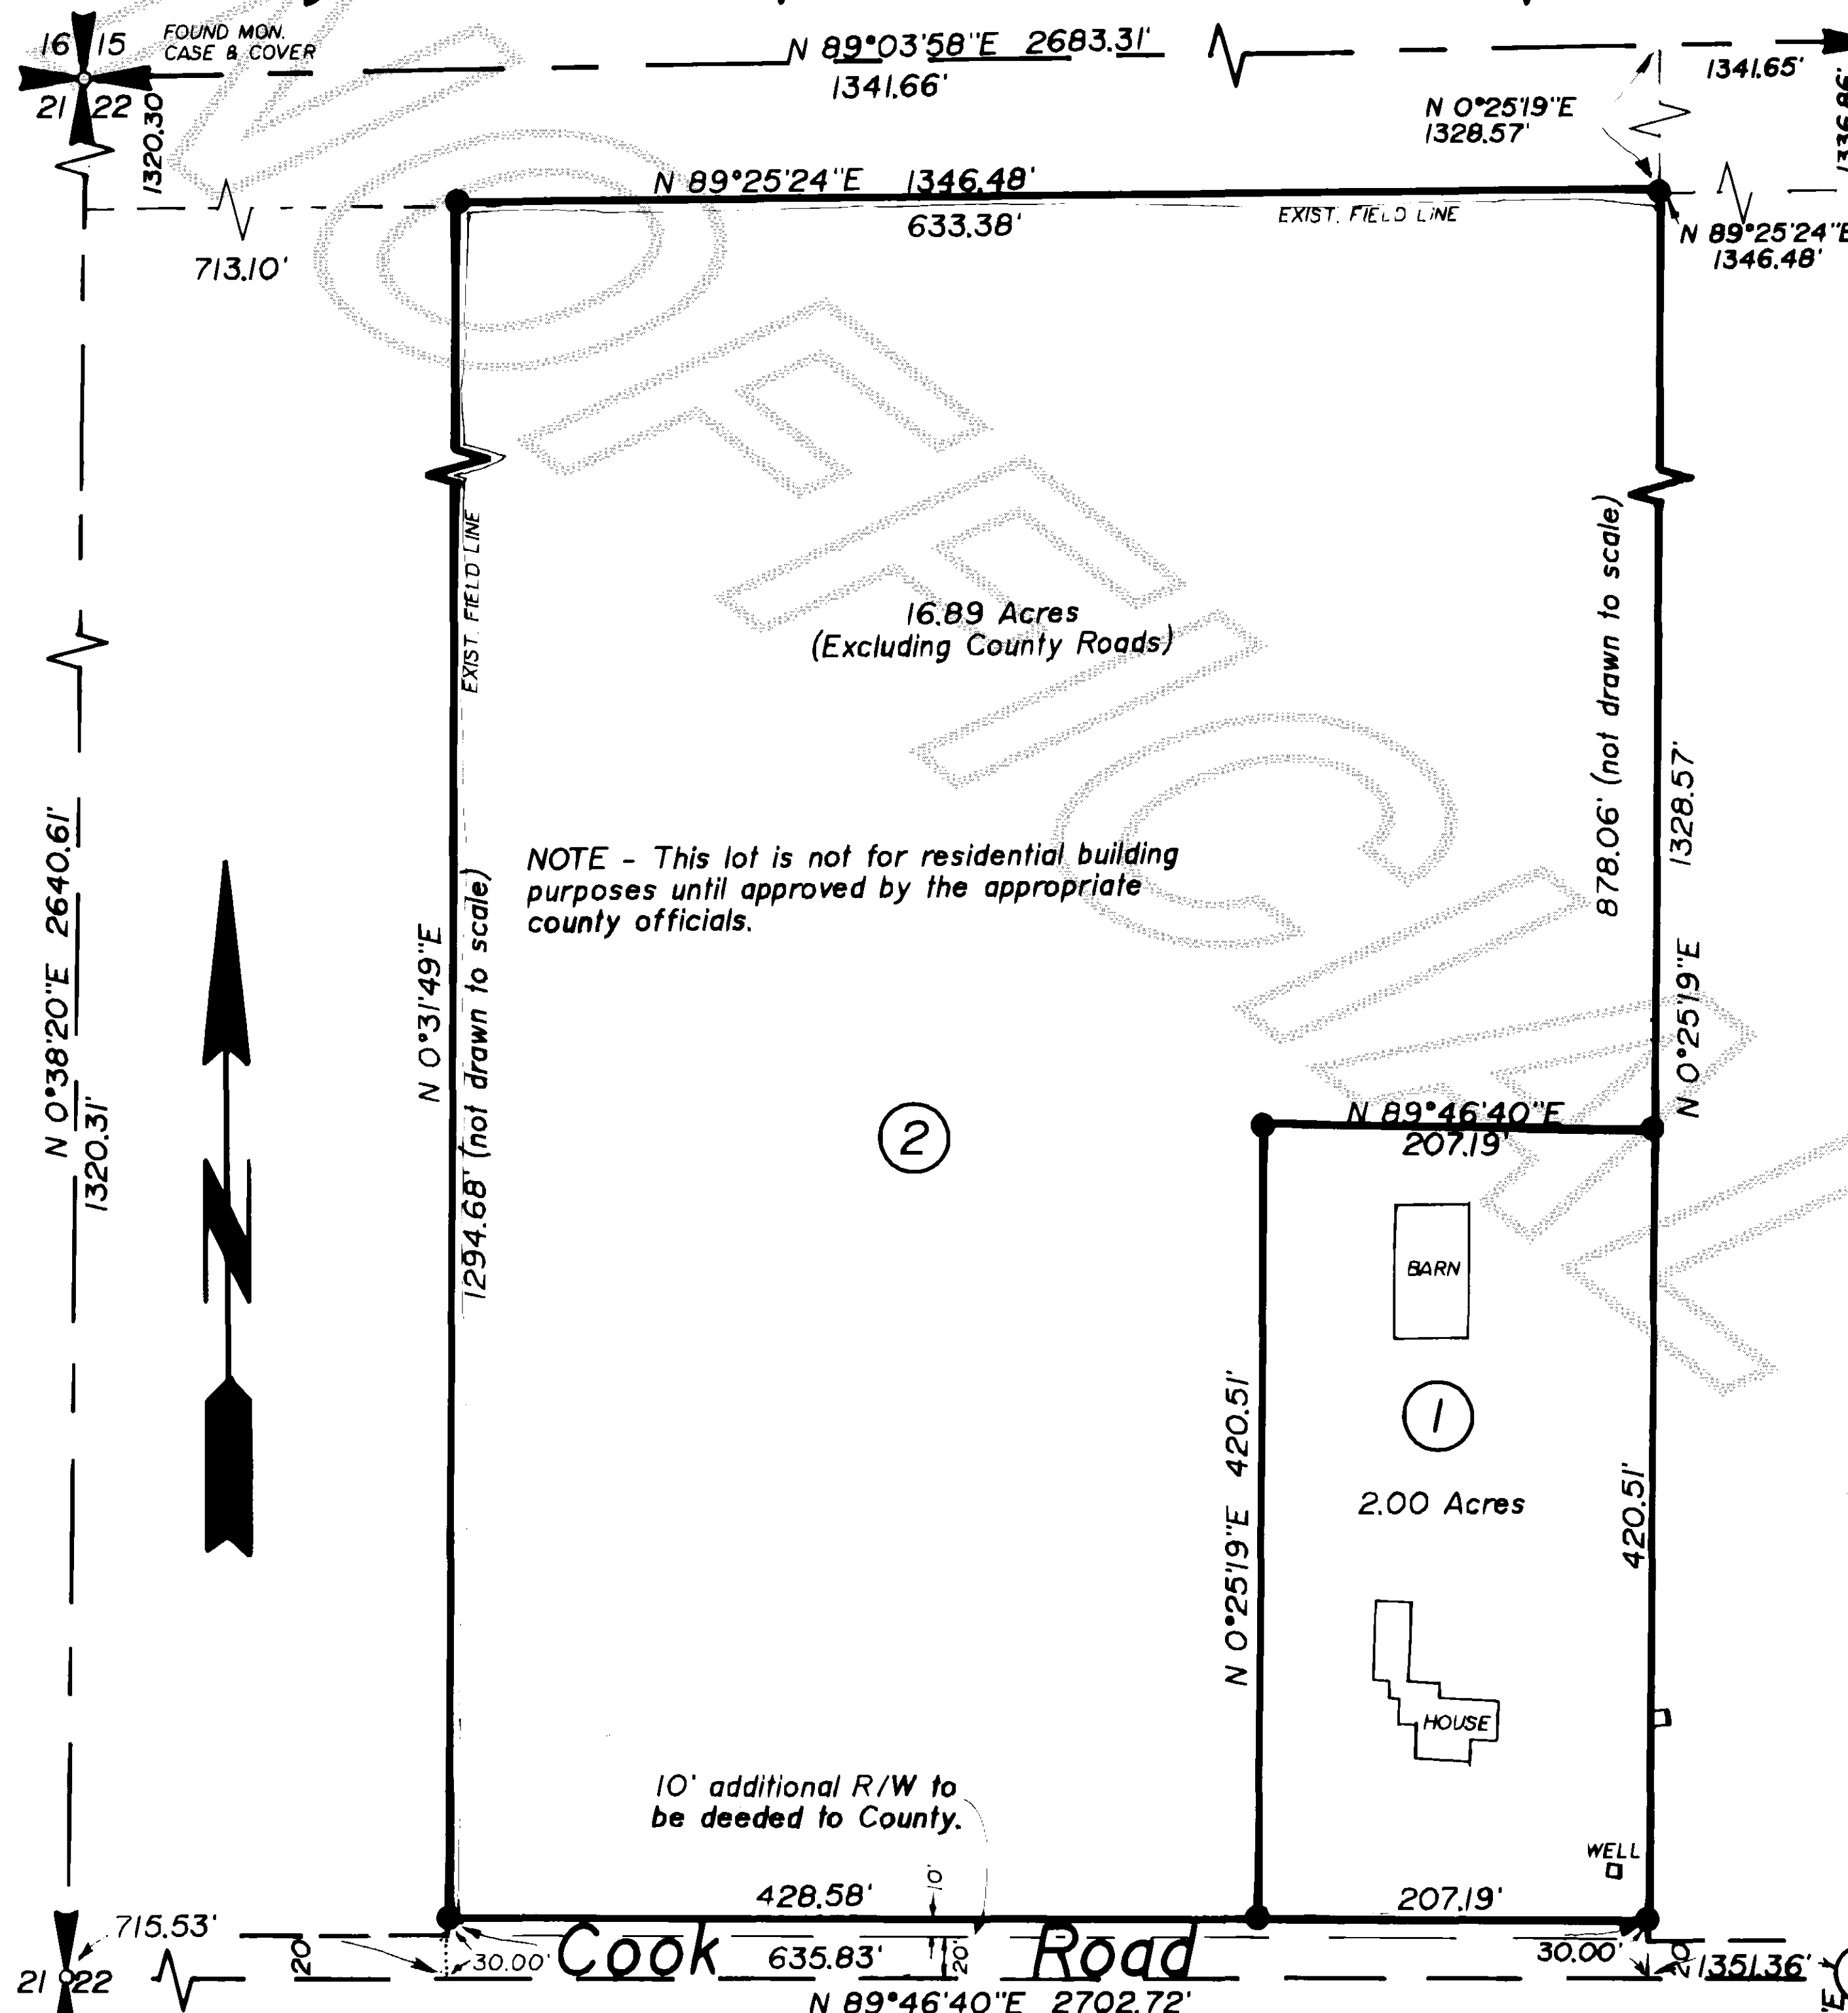 16 15
FOUND MON.
CASE & COVER
21 22
1320.30'
N 89°03'58"E 2683.31'
1341.66'
1341.65'
N 0°25'19"E
1328.57'
N 89°25'24"E 1346.48'
633.38'
EXIST. FIELD LINE
713.10'
N 89°25'24"E
1346.48'
1336.86'
UNOFFICIAL
EXIST. FIELD LINE
16.89 Acres
(Excluding County Roads)
878.06' (not drawn to scale)
1328.57'
N 0°25'19"E
N 0°38'20"E 2640.61'
1320.31'
N
N 0°31'49"E
1294.68' (not drawn to scale)
NOTE - This lot is not for residential building
purposes until approved by the appropriate
county officials.
2
N 89°46'40"E
207.19'
BARN
1
2.00 Acres
N 0°25'19"E 420.51'
420.51'
HOUSE
WELL
10' additional R/W to
be deeded to County.
10'
428.58'
207.19'
715.53'
20'
30.00'
Cook Road
635.83'
20'
30.00'
20'
1351.36'
21 22
N 89°46'40"E 2702.72'